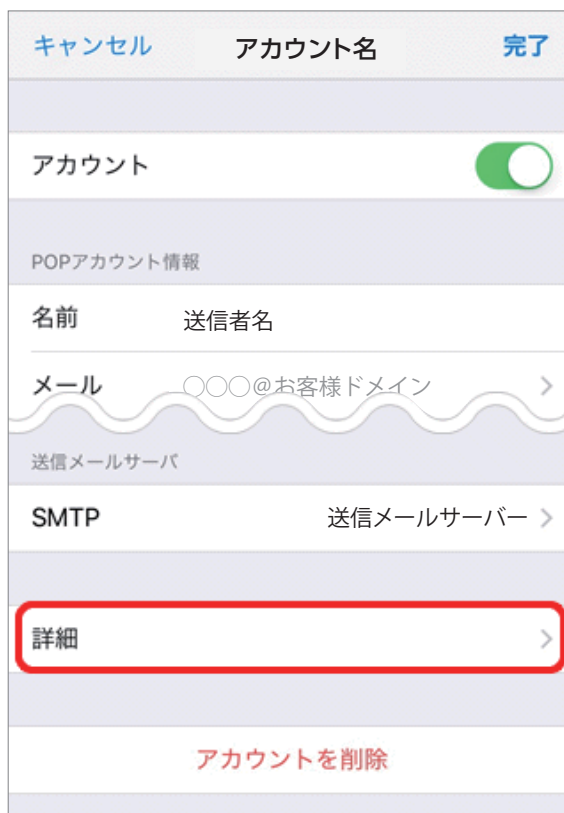 キャンセル アカウント名 完了
アカウント
POPアカウント情報
名前 送信者名
メール ○○○@お客様ドメイン
送信メールサーバ
SMTP 送信メールサーバー
詳細
アカウントを削除